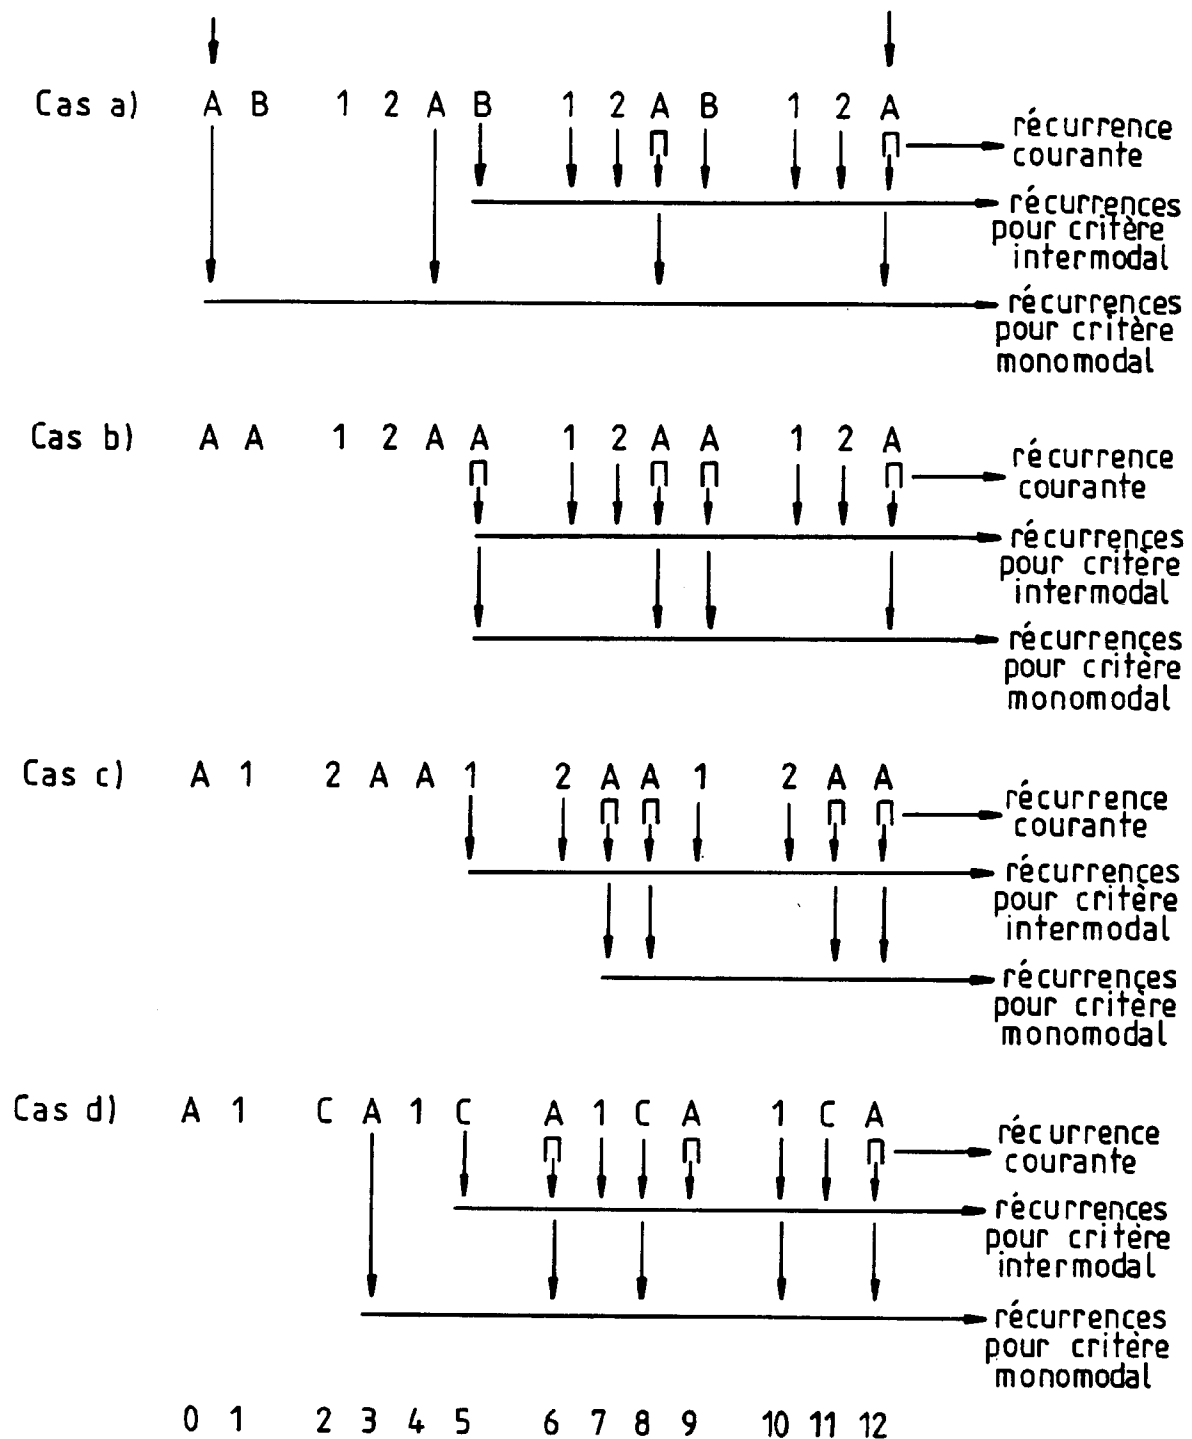 Cas a) A B 1 2 A B 1 2 A B 1 2 A
récurrence
courante
récurrences
pour critère
intermodal
récurrences
pour critère
monomodal
Cas b) A A 1 2 A A 1 2 A A 1 2 A
récurrence
courante
récurrences
pour critère
intermodal
récurrences
pour critère
monomodal
Cas c) A 1 2 A A 1 2 A A 1 2 A A
récurrence
courante
récurrences
pour critère
intermodal
récurrences
pour critère
monomodal
Cas d) A 1 C A 1 C A 1 C A 1 C A
récurrence
courante
récurrences
pour critère
intermodal
récurrences
pour critère
monomodal
0 1 2 3 4 5 6 7 8 9 10 11 12